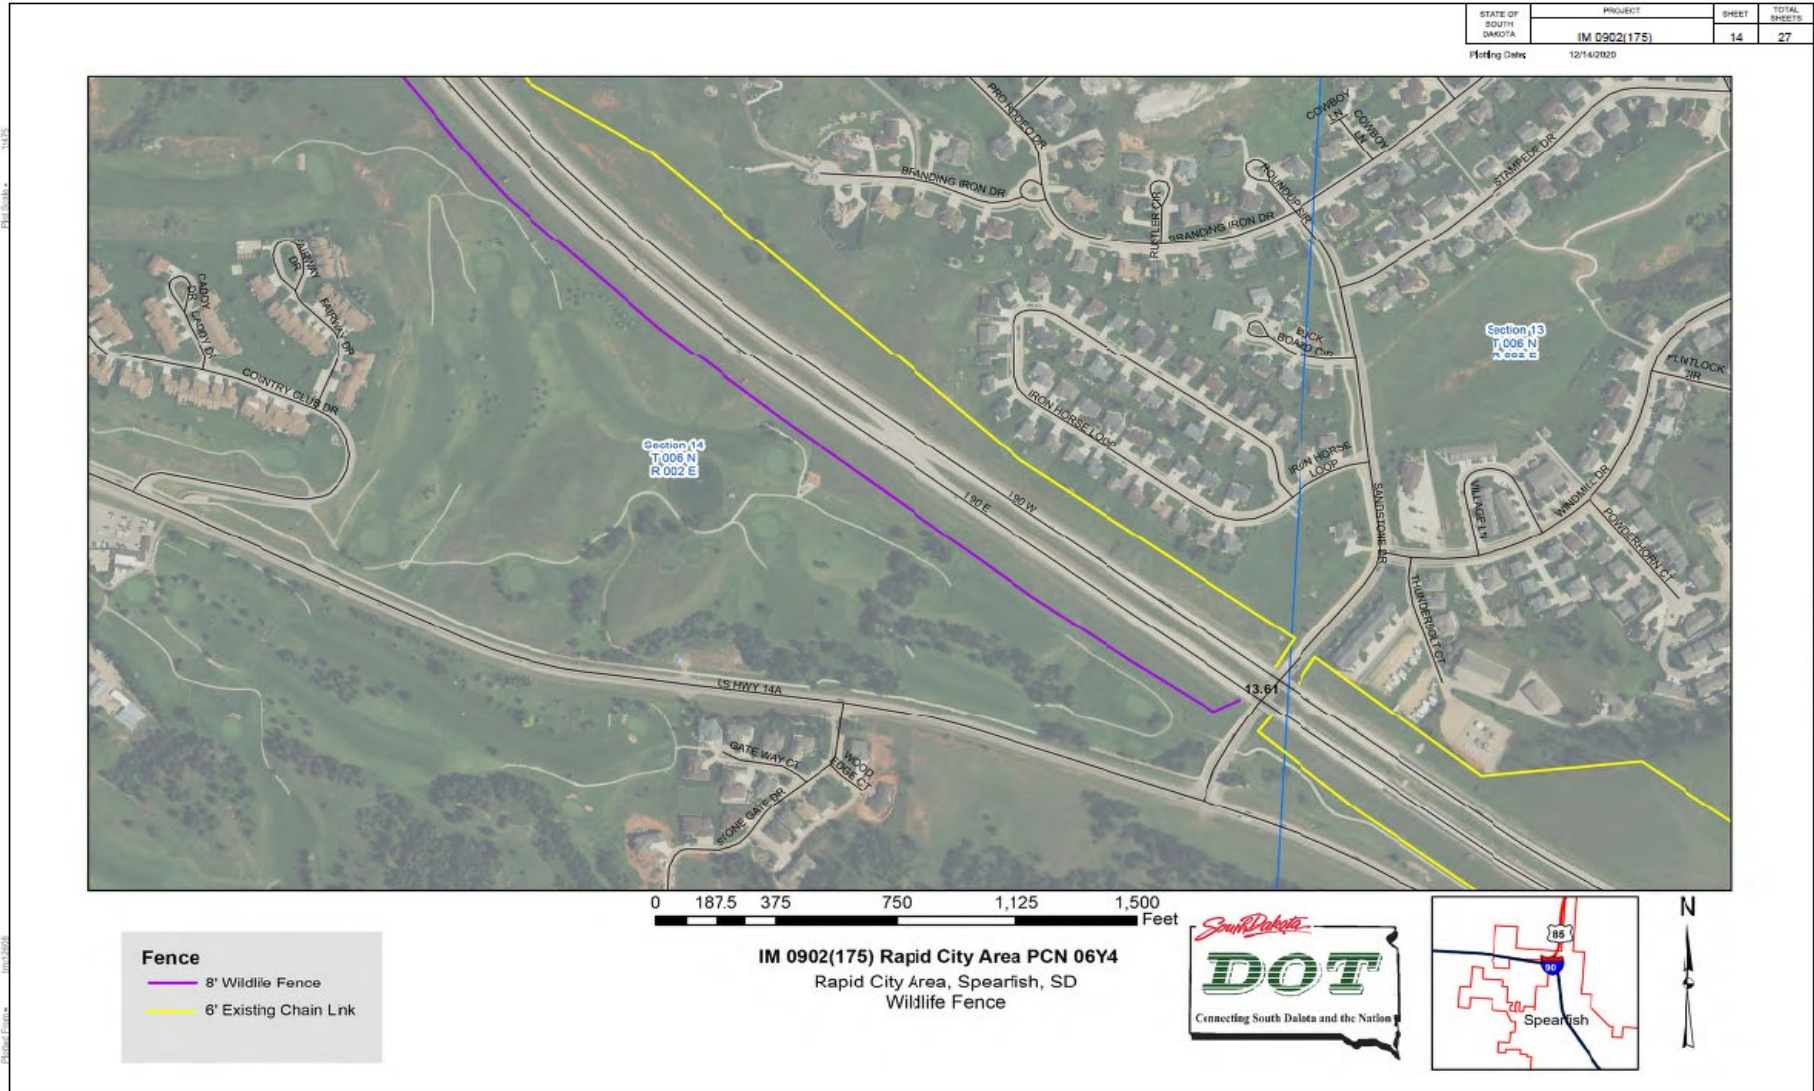 STATE OF
SOUTH
DAKOTA
PROJECT
SHEET
TOTAL
SHEETS
IM 0902(175)
14
27
Plotting Date:
12/14/2020
PRO RODEO DR
COWBOY
LN
COWBOY
LN
STAMPEDE DR
BRANDING IRON DR
ROUNDUP CIR
RUSTLER CIR
BRANDING IRON DR
FAIRWAY
DR
CADDY
DR
CADDY DR
FAIRWAY DR
COUNTRY CLUB DR
BUCK
BOARD CIR
Section 13
T 006 N
R 002 E
FLINTLOCK
CIR
IRON HORSE LOOP
Section 14
T 006 N
R 002 E
IRON HORSE
LOOP
I 90 E
I 90 W
SANDSTONE DR
VILLAGE LN
WINDMILL DR
POWDERHORN CT
THUNDERBOLT CT
US HWY 14A
13.61
GATE WAY CT
WOOD
EDGE CT
STONE GATE DR
0 187.5 375 750 1,125 1,500
Feet
Fence
8' Wildlife Fence
6' Existing Chain Link
IM 0902(175) Rapid City Area PCN 06Y4
Rapid City Area, Spearfish, SD
Wildlife Fence
South Dakota
DOT
Connecting South Dakota and the Nation
85
90
Spearfish
N